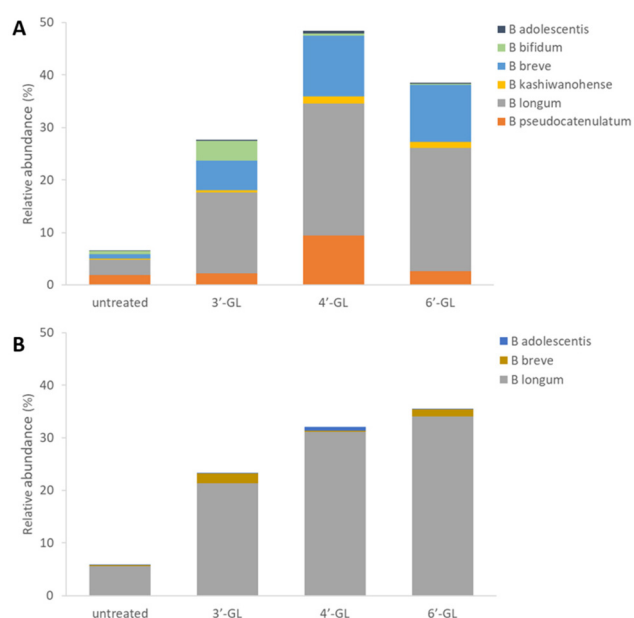 A
Relative abundance (%)
50
40
30
20
10
0
untreated 3’-GL 4’-GL 6’-GL
B adolescentis
B bifidum
B breve
B kashiwanohense
B longum
B pseudocatenulatum
B
Relative abundance (%)
50
40
30
20
10
0
untreated 3’-GL 4’-GL 6’-GL
B adolescentis
B breve
B longum